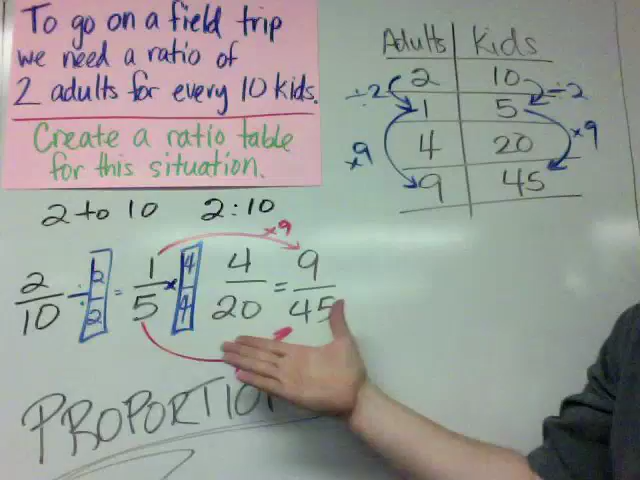 To go on a field trip
we need a ratio of
2 adults for every 10 kids.
Create a ratio table
for this situation.
Adults Kids
2 10
÷2 ÷2
1 5
4 20
×9 ×9
9 45
2 to 10 2:10
×9
2/10 ÷ 2/2 = 1/5 × 4/4 4/20 = 9/45